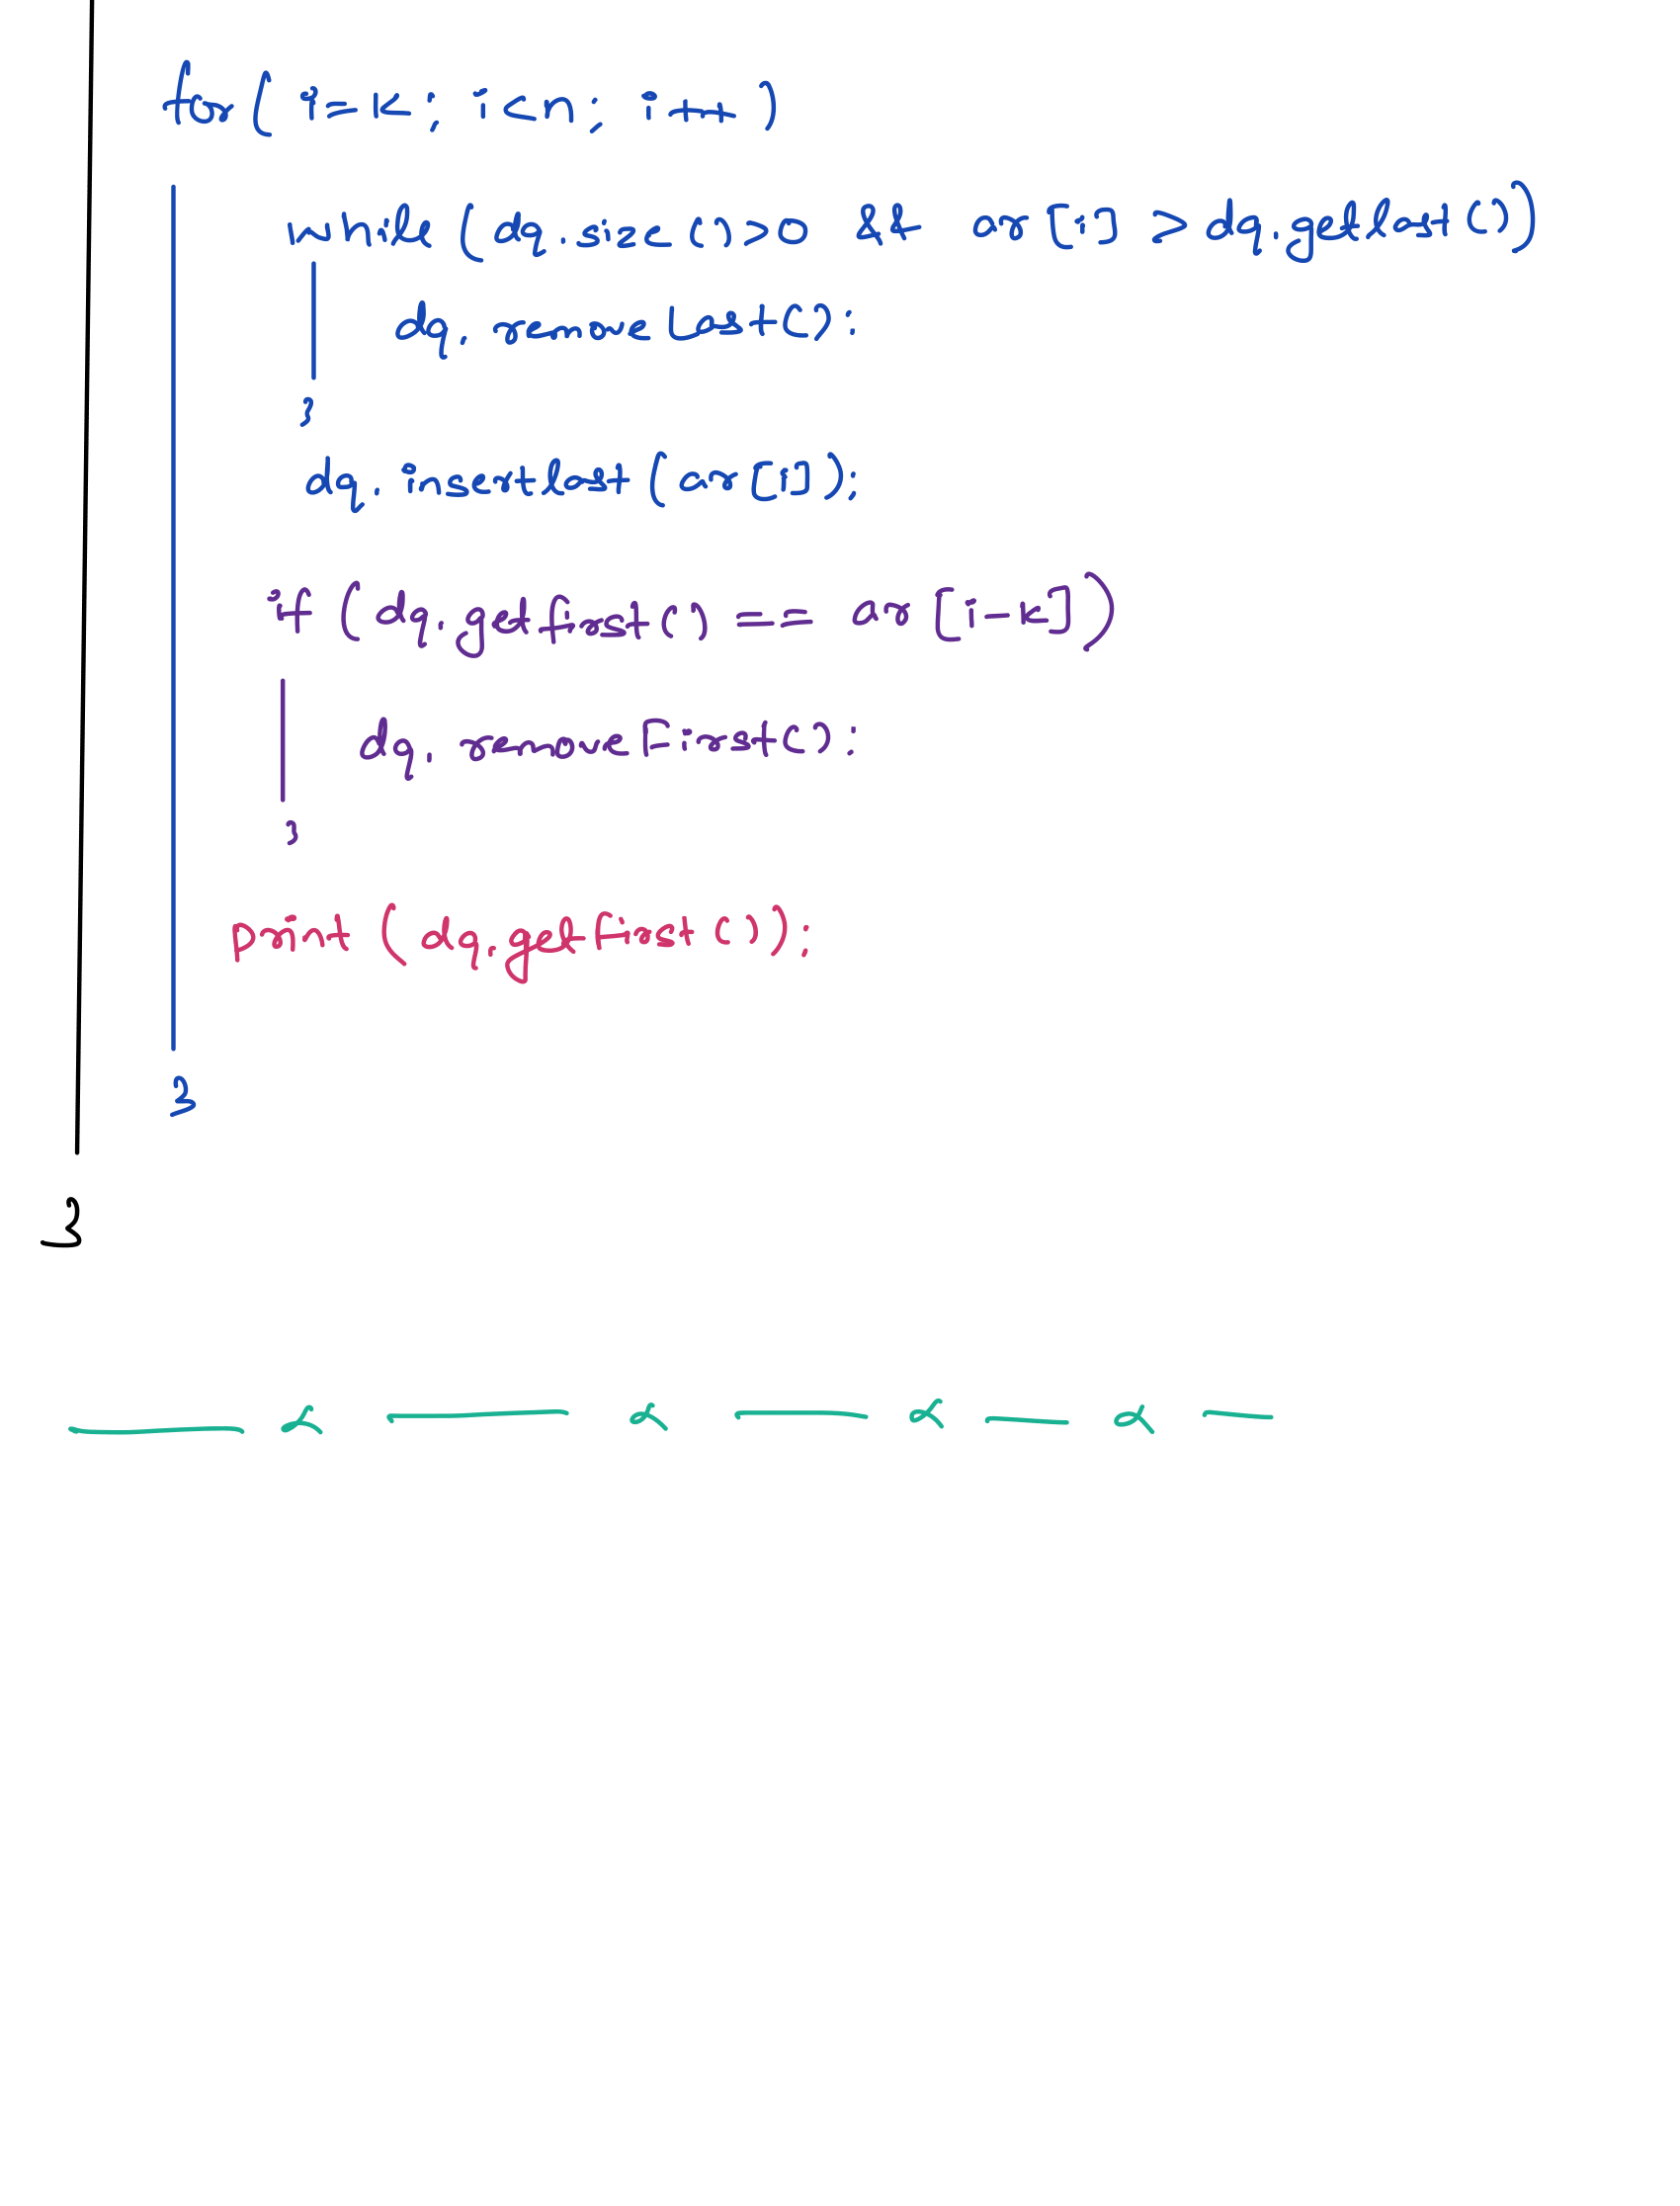 for( i=k; i<n; i++ )
while (dq.size()>0 && ar[i] > dq.getlast())
dq. removeLast():
}
dq. insertlast(ar[i]);
if (dq.getfirst() == ar[i-k])
dq. removeFirst():
}
print (dq.getfirst());
}
}